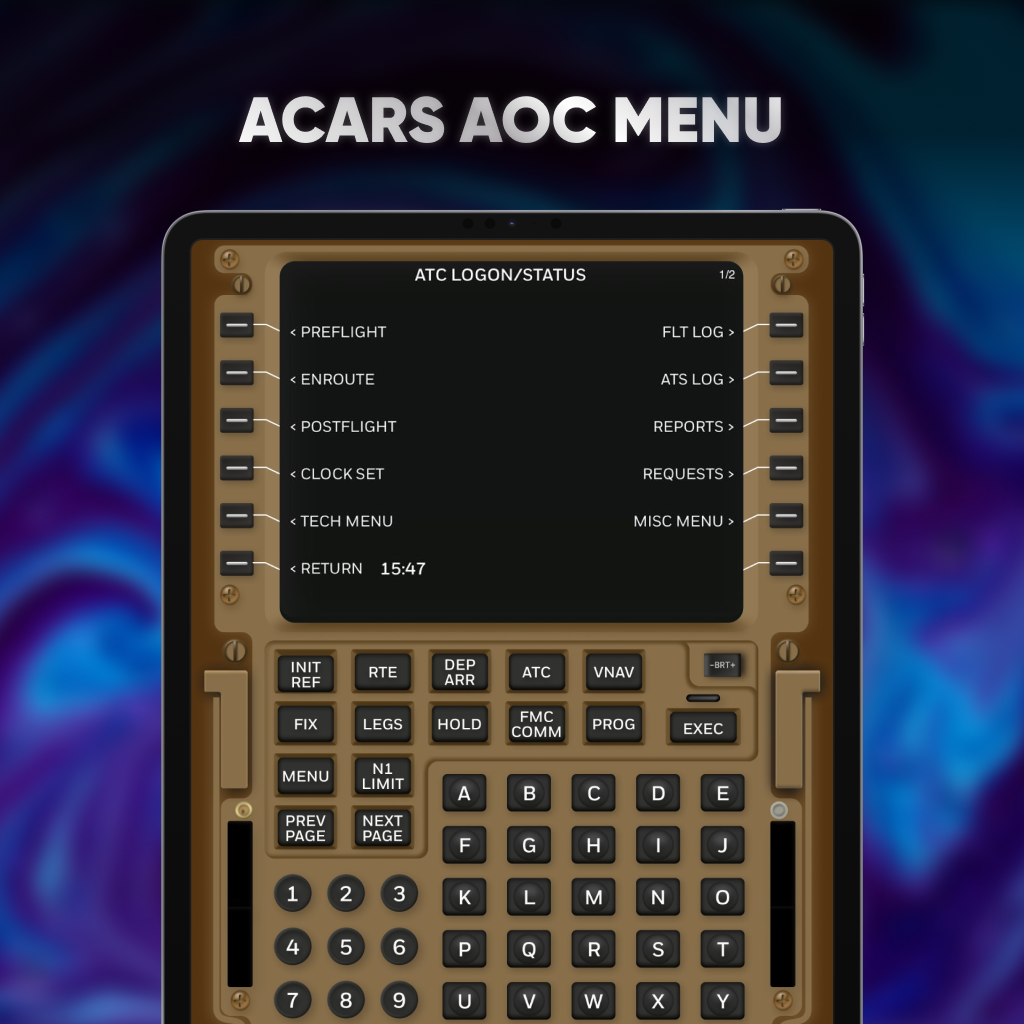 ACARS AOC MENU
ATC LOGON/STATUS 1/2
< PREFLIGHT FLT LOG >
< ENROUTE ATS LOG >
< POSTFLIGHT REPORTS >
< CLOCK SET REQUESTS >
< TECH MENU MISC MENU >
< RETURN 15:47
INIT REF RTE DEP ARR ATC VNAV -BRT+
FIX LEGS HOLD FMC COMM PROG EXEC
MENU N1 LIMIT
PREV PAGE NEXT PAGE
A B C D E
F G H I J
K L M N O
P Q R S T
U V W X Y
1 2 3
4 5 6
7 8 9